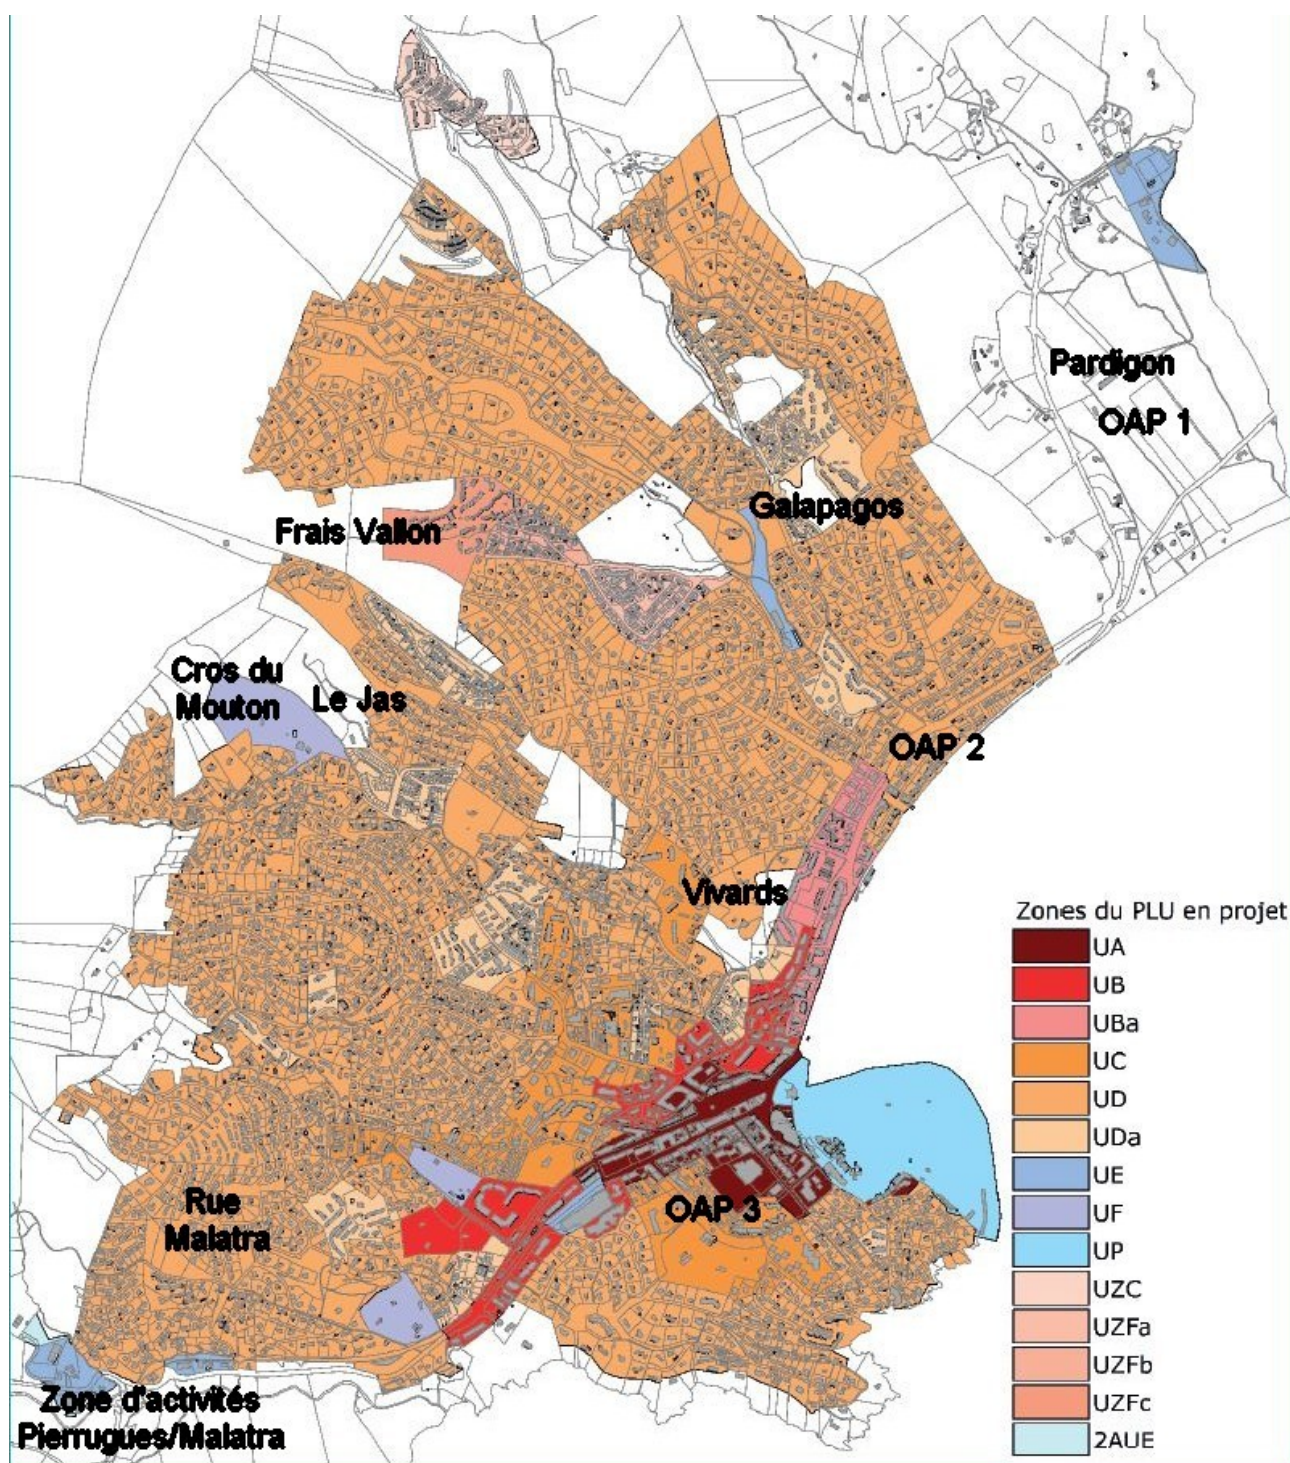 Pardigon
OAP 1
Galapagos
Frais Vallon
Cros du
Mouton
Le Jas
OAP 2
Vivards
Rue
Malatra
OAP 3
Zone d'activités
Pierrugues/Malatra
Zones du PLU en projet
UA
UB
UBa
UC
UD
UDa
UE
UF
UP
UZC
UZFa
UZFb
UZFc
2AUE